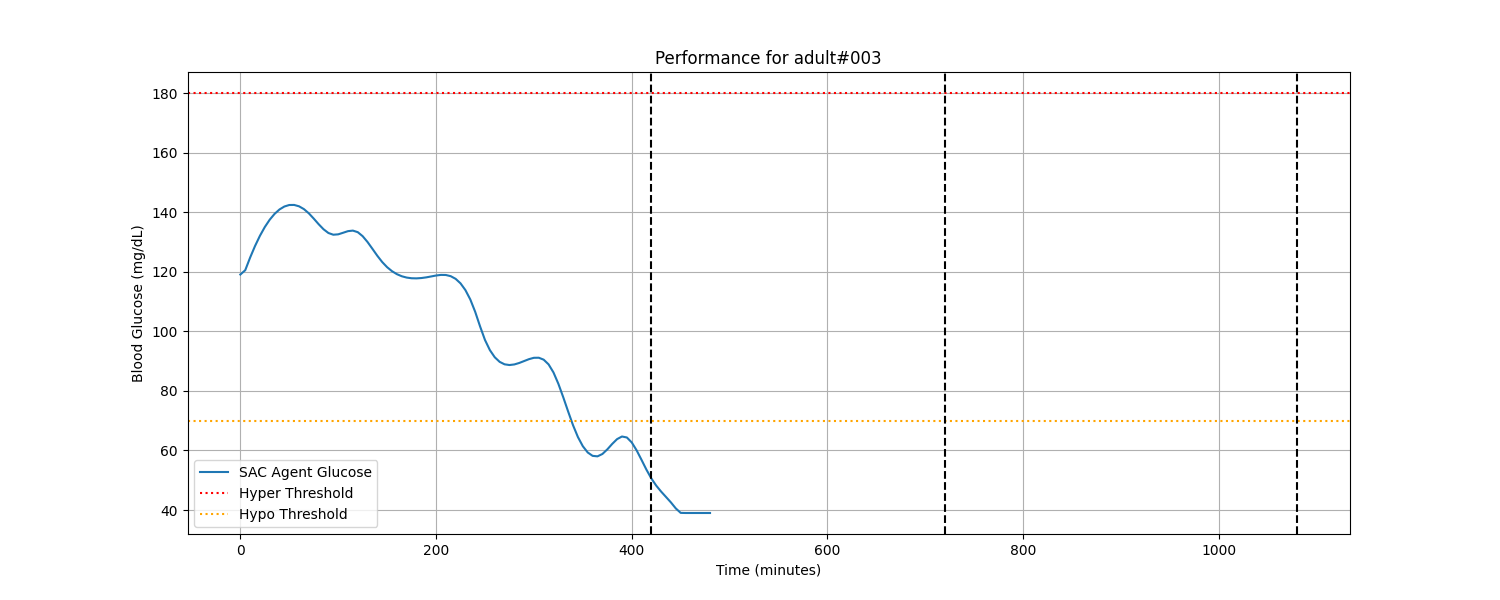 Performance for adult#003
Blood Glucose (mg/dL)
180
160
140
120
100
80
60
40
SAC Agent Glucose
Hyper Threshold
Hypo Threshold
0 200 400 600 800 1000
Time (minutes)